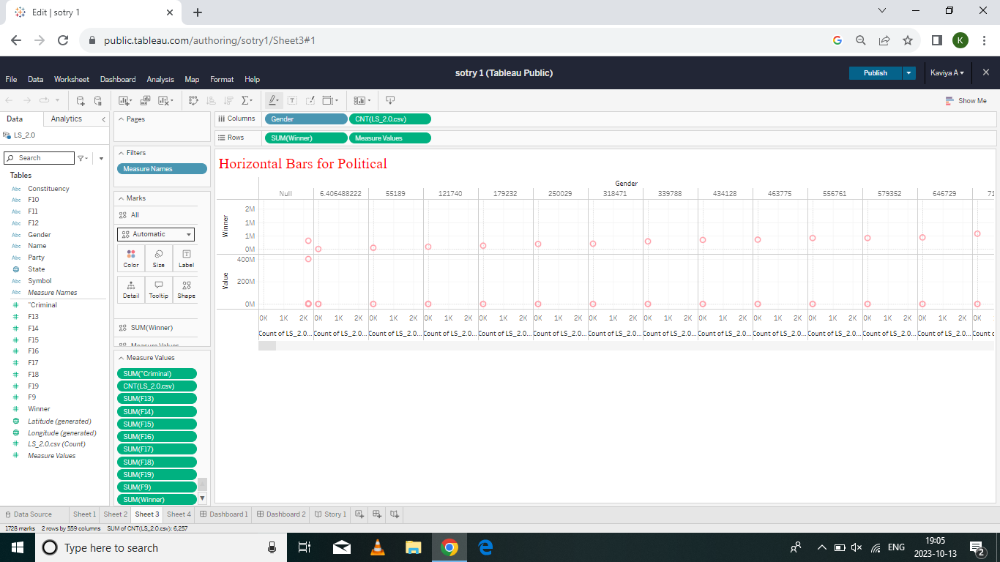 Edit | sotry 1
public.tableau.com/authoring/sotry1/Sheet3#1
K
File Data Worksheet Dashboard Analysis Map Format Help
sotry 1 (Tableau Public)
Publish
Kaviya A
Show Me
Data Analytics
LS_2.0
Search
Tables
Abc Constituency
Abc F10
Abc F11
Abc F12
Abc Gender
Abc Name
Abc Party
State
Abc Symbol
Abc Measure Names
# "Criminal
# F13
# F14
# F15
# F16
# F17
# F18
# F19
# F9
# Winner
Latitude (generated)
Longitude (generated)
# LS_2.0.csv (Count)
# Measure Values
Pages
Filters
Measure Names
Marks
All
Automatic
Color Size Label
Detail Tooltip Shape
SUM(Winner)
Measure Values
Measure Values
SUM("Criminal)
CNT(LS_2.0.csv)
SUM(F13)
SUM(F14)
SUM(F15)
SUM(F16)
SUM(F17)
SUM(F18)
SUM(F19)
SUM(F9)
SUM(Winner)
Columns Gender CNT(LS_2.0.csv)
Rows SUM(Winner) Measure Values
Horizontal Bars for Political
Gender
Null 6.406488222 55189 121740 179232 250029 318471 339788 434128 463775 556761 579352 646729 71
Winner
2M
1M
1M
0M
Value
400M
200M
0M
0K 1K 2K 0K 1K 2K 0K 1K 2K 0K 1K 2K 0K 1K 2K 0K 1K 2K 0K 1K 2K 0K 1K 2K 0K 1K 2K 0K 1K 2K 0K 1K 2K 0K 1K 2K 0K 1K 2K 0K
Count of LS_2.0... Count of LS_2.0... Count of LS_2.0... Count of LS_2.0... Count of LS_2.0... Count of LS_2.0... Count of LS_2.0... Count of LS_2.0... Count of LS_2.0... Count of LS_2.0... Count of LS_2.0... Count of LS_2.0... Count of LS_2.0... Count c
Data Source Sheet 1 Sheet 2 Sheet 3 Sheet 4 Dashboard 1 Dashboard 2 Story 1
1728 marks 2 rows by 559 columns SUM of CNT(LS_2.0.csv): 6,257
Type here to search
ENG
19:05
2023-10-13
2